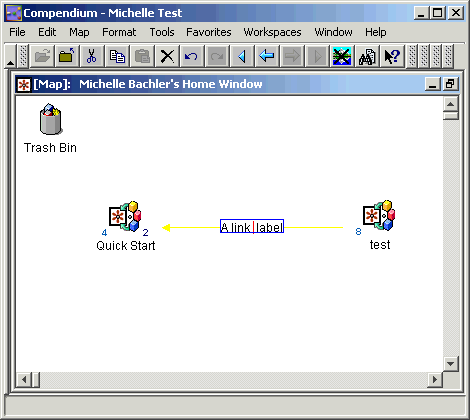 Compendium - Michelle Test
File Edit Map Format Tools Favorites Workspaces Window Help
[Map]: Michelle Bachler's Home Window
Trash Bin
4 2
Quick Start
A link label
8
test